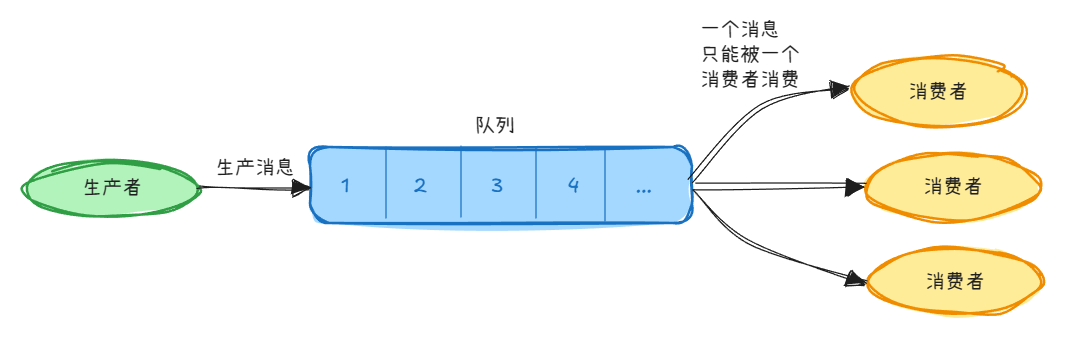 一个消息
只能被一个
消费者消费
消费者
队列
生产消息
生产者
1 2 3 4 ...
消费者
消费者